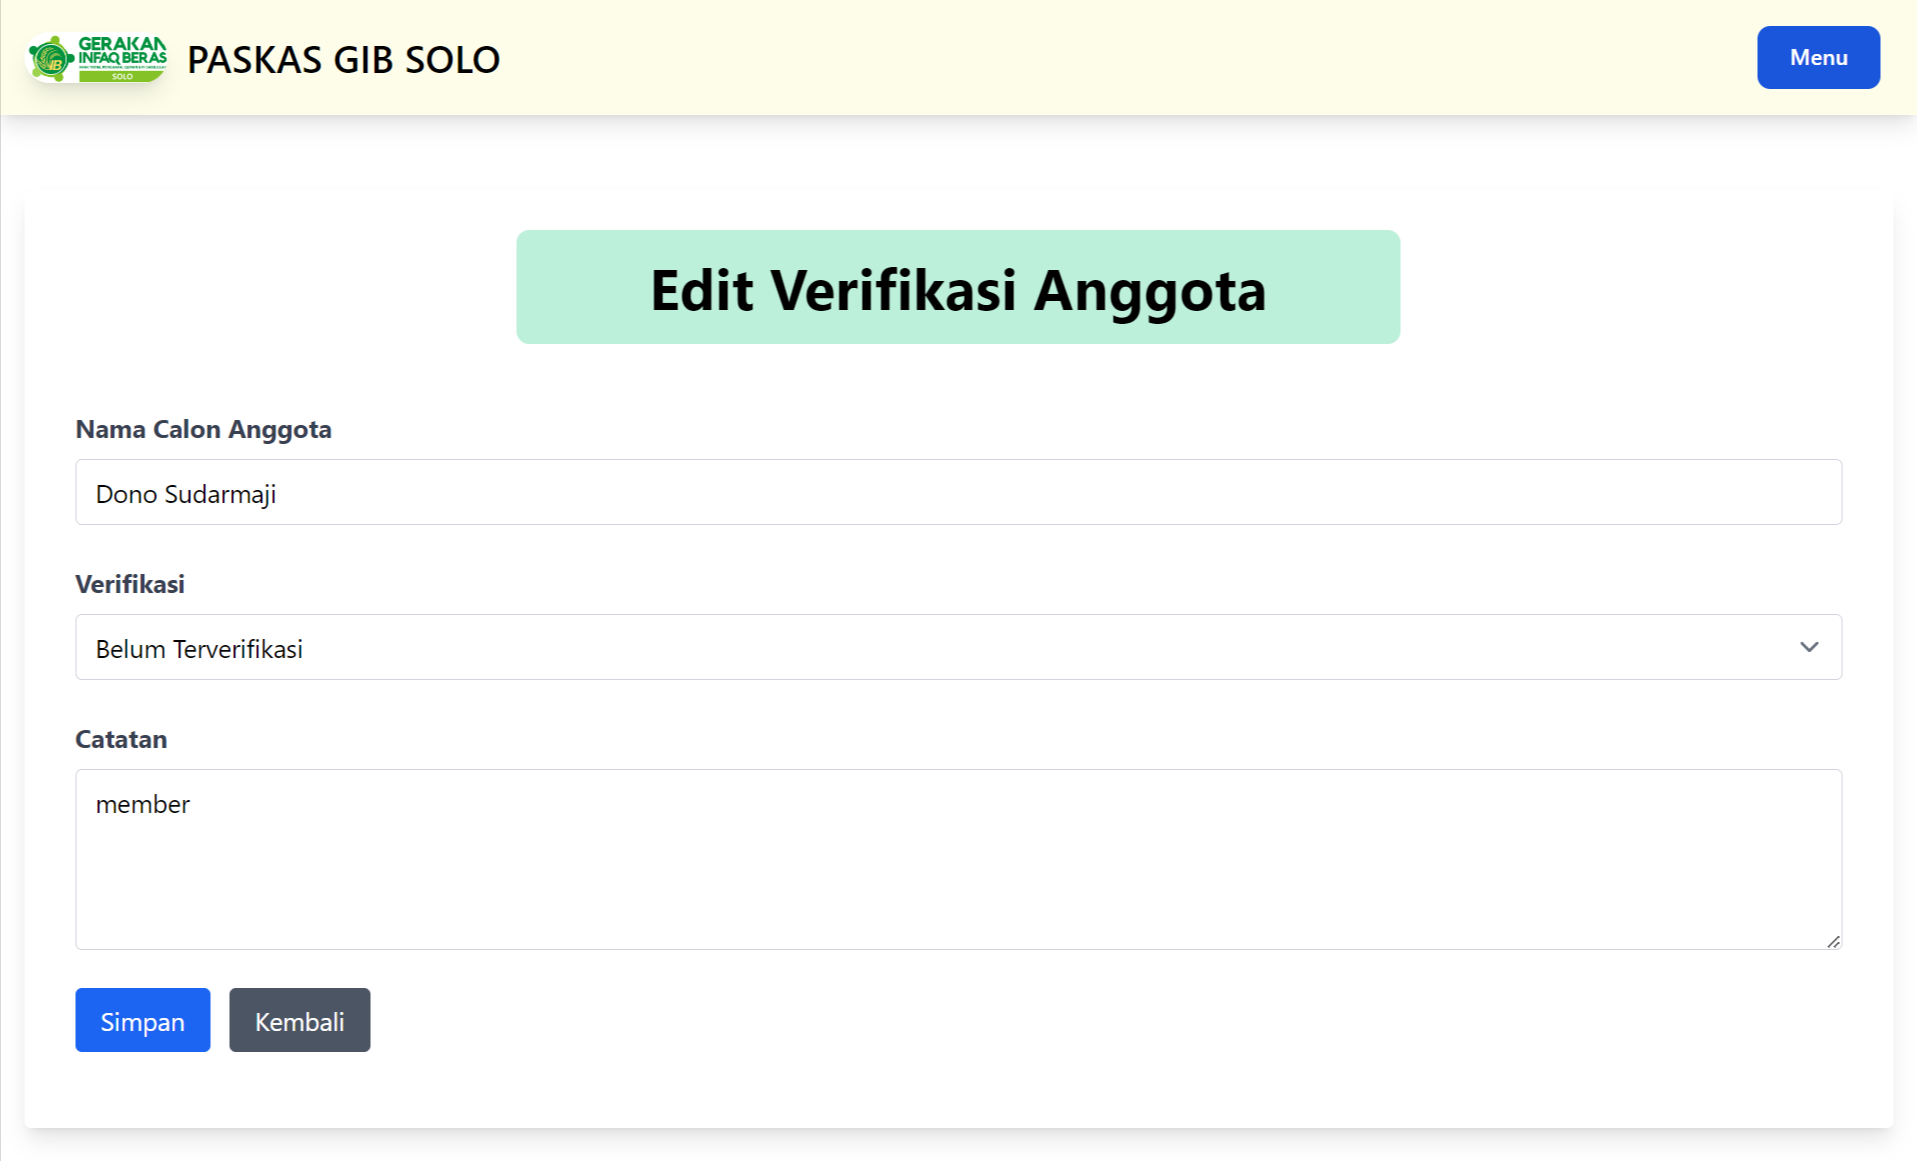 GERAKAN
INFAQ BERAS
SOLO
PASKAS GIB SOLO
Menu
Edit Verifikasi Anggota
Nama Calon Anggota
Dono Sudarmaji
Verifikasi
Belum Terverifikasi
Catatan
member
Simpan
Kembali